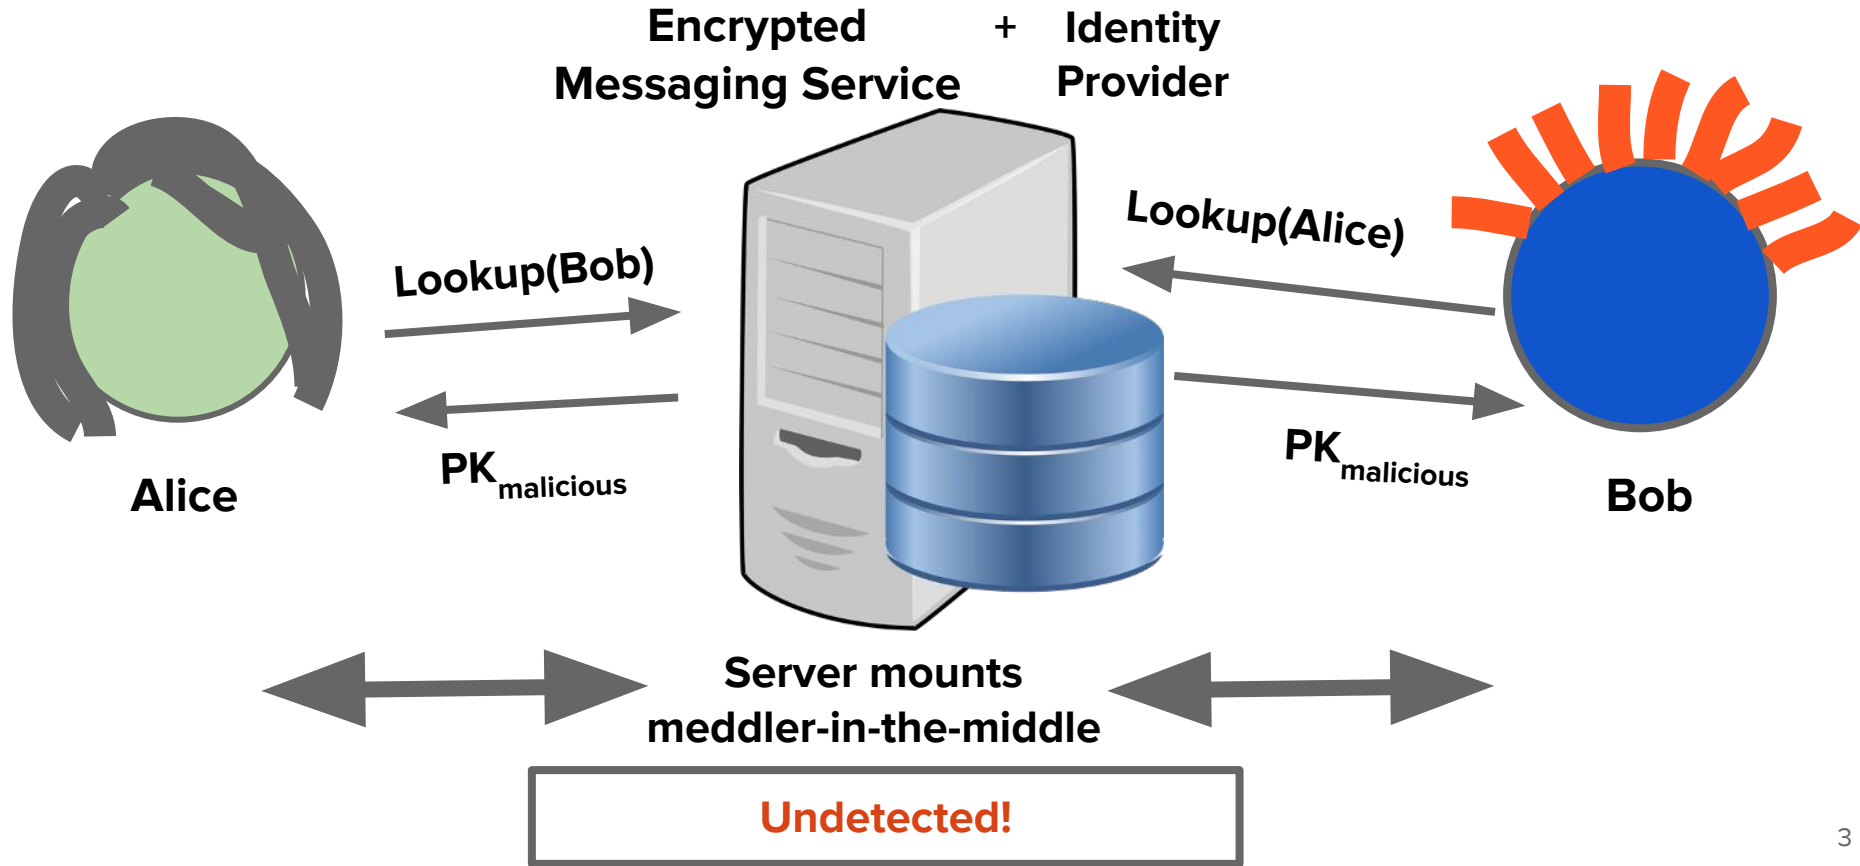 Encrypted + Identity
Messaging Service Provider
Lookup(Bob)
Lookup(Alice)
PKmalicious
PKmalicious
Alice
Bob
Server mounts
meddler-in-the-middle
Undetected!
3